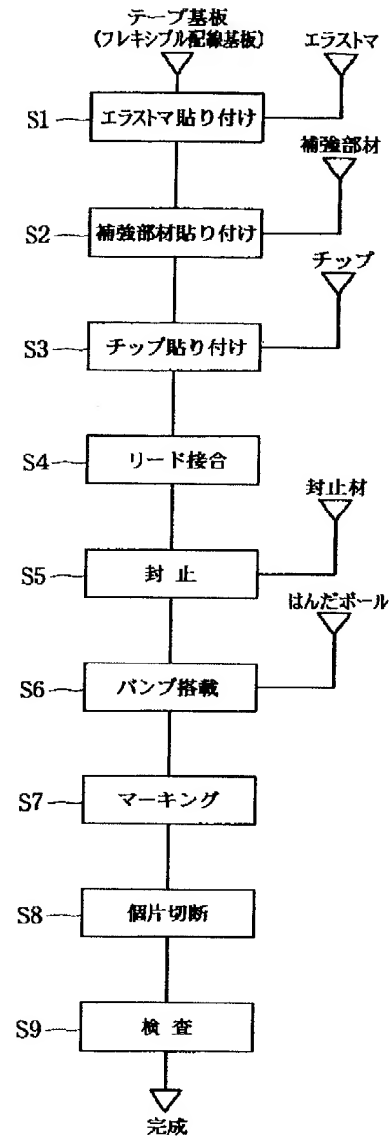 テープ基板
(フレキシブル配線基板)
エラストマ
S1
エラストマ貼り付け
補強部材
S2
補強部材貼り付け
チップ
S3
チップ貼り付け
S4
リード接合
封止材
S5
封 止
はんだボール
S6
バンプ搭載
S7
マーキング
S8
個片切断
S9
検 査
完成